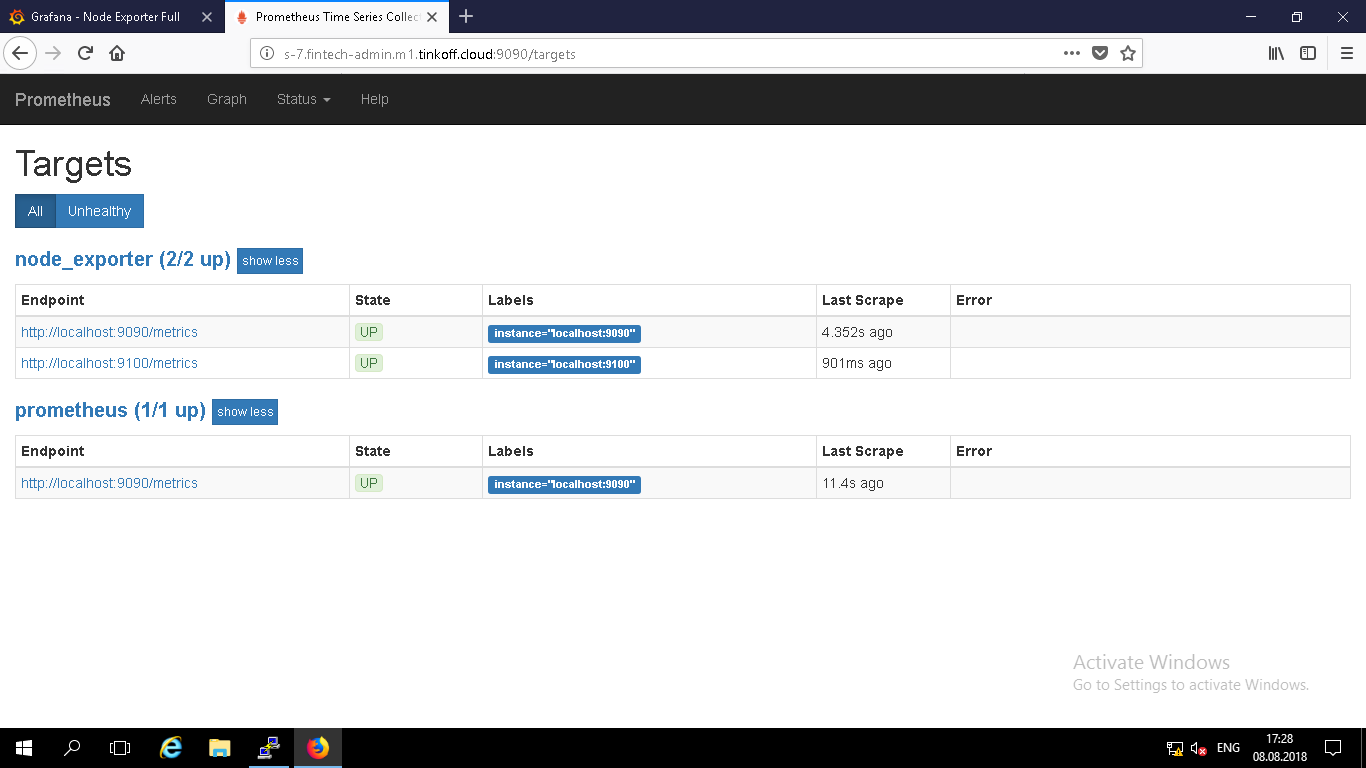 Grafana - Node Exporter Full
Prometheus Time Series Collect
s-7.fintech-admin.m1.tinkoff.cloud:9090/targets
Prometheus Alerts Graph Status Help
Targets
All Unhealthy
node_exporter (2/2 up) show less
Endpoint State Labels Last Scrape Error
http://localhost:9090/metrics UP instance="localhost:9090" 4.352s ago
http://localhost:9100/metrics UP instance="localhost:9100" 901ms ago
prometheus (1/1 up) show less
Endpoint State Labels Last Scrape Error
http://localhost:9090/metrics UP instance="localhost:9090" 11.4s ago
Activate Windows
Go to Settings to activate Windows.
ENG
17:28
08.08.2018